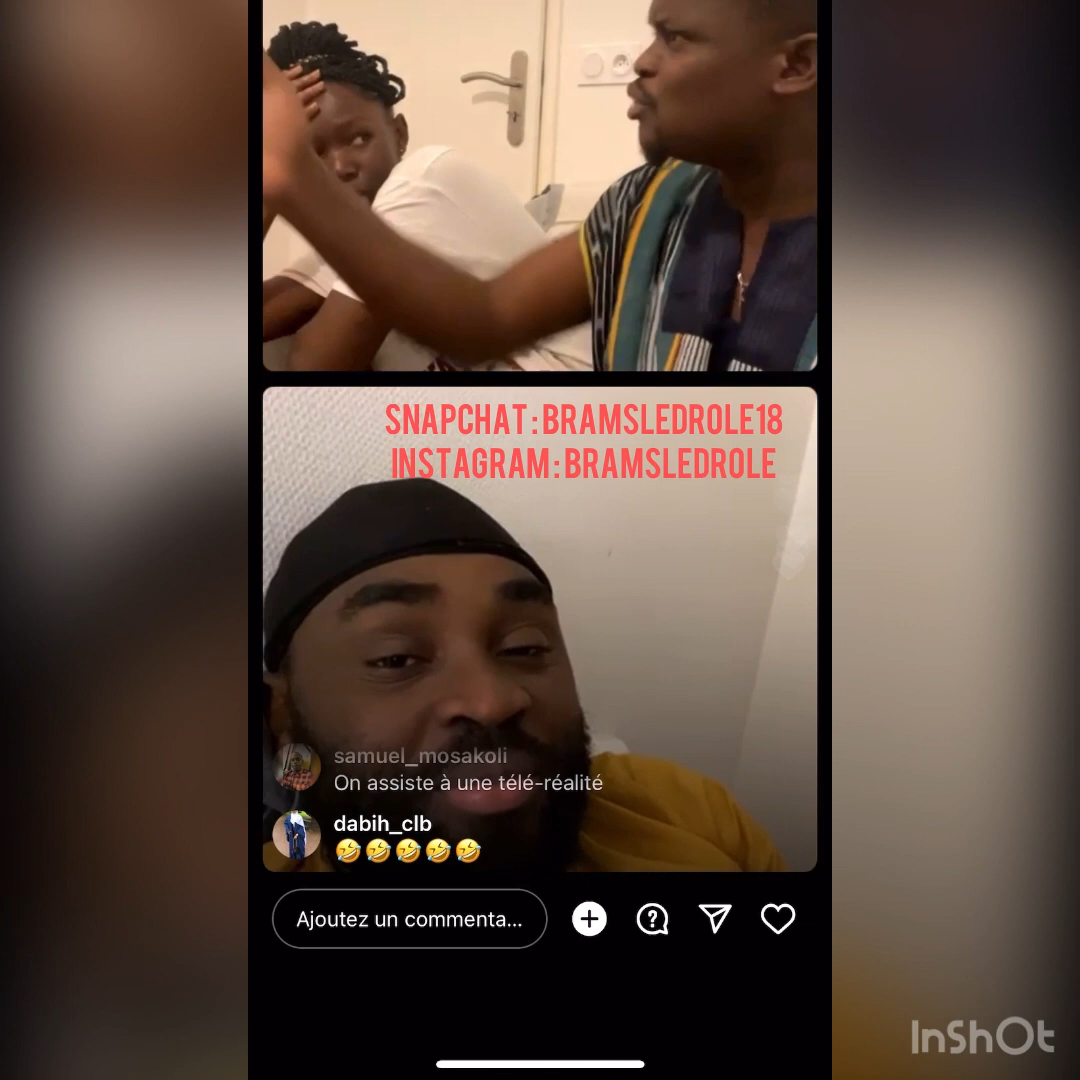 SNAPCHAT : BRAMSLEDROLE18
INSTAGRAM : BRAMSLEDROLE
samuel_mosakoli
On assiste à une télé-réalité
dabih_clb
🤣🤣🤣🤣🤣
Ajoutez un commenta...
InShOt